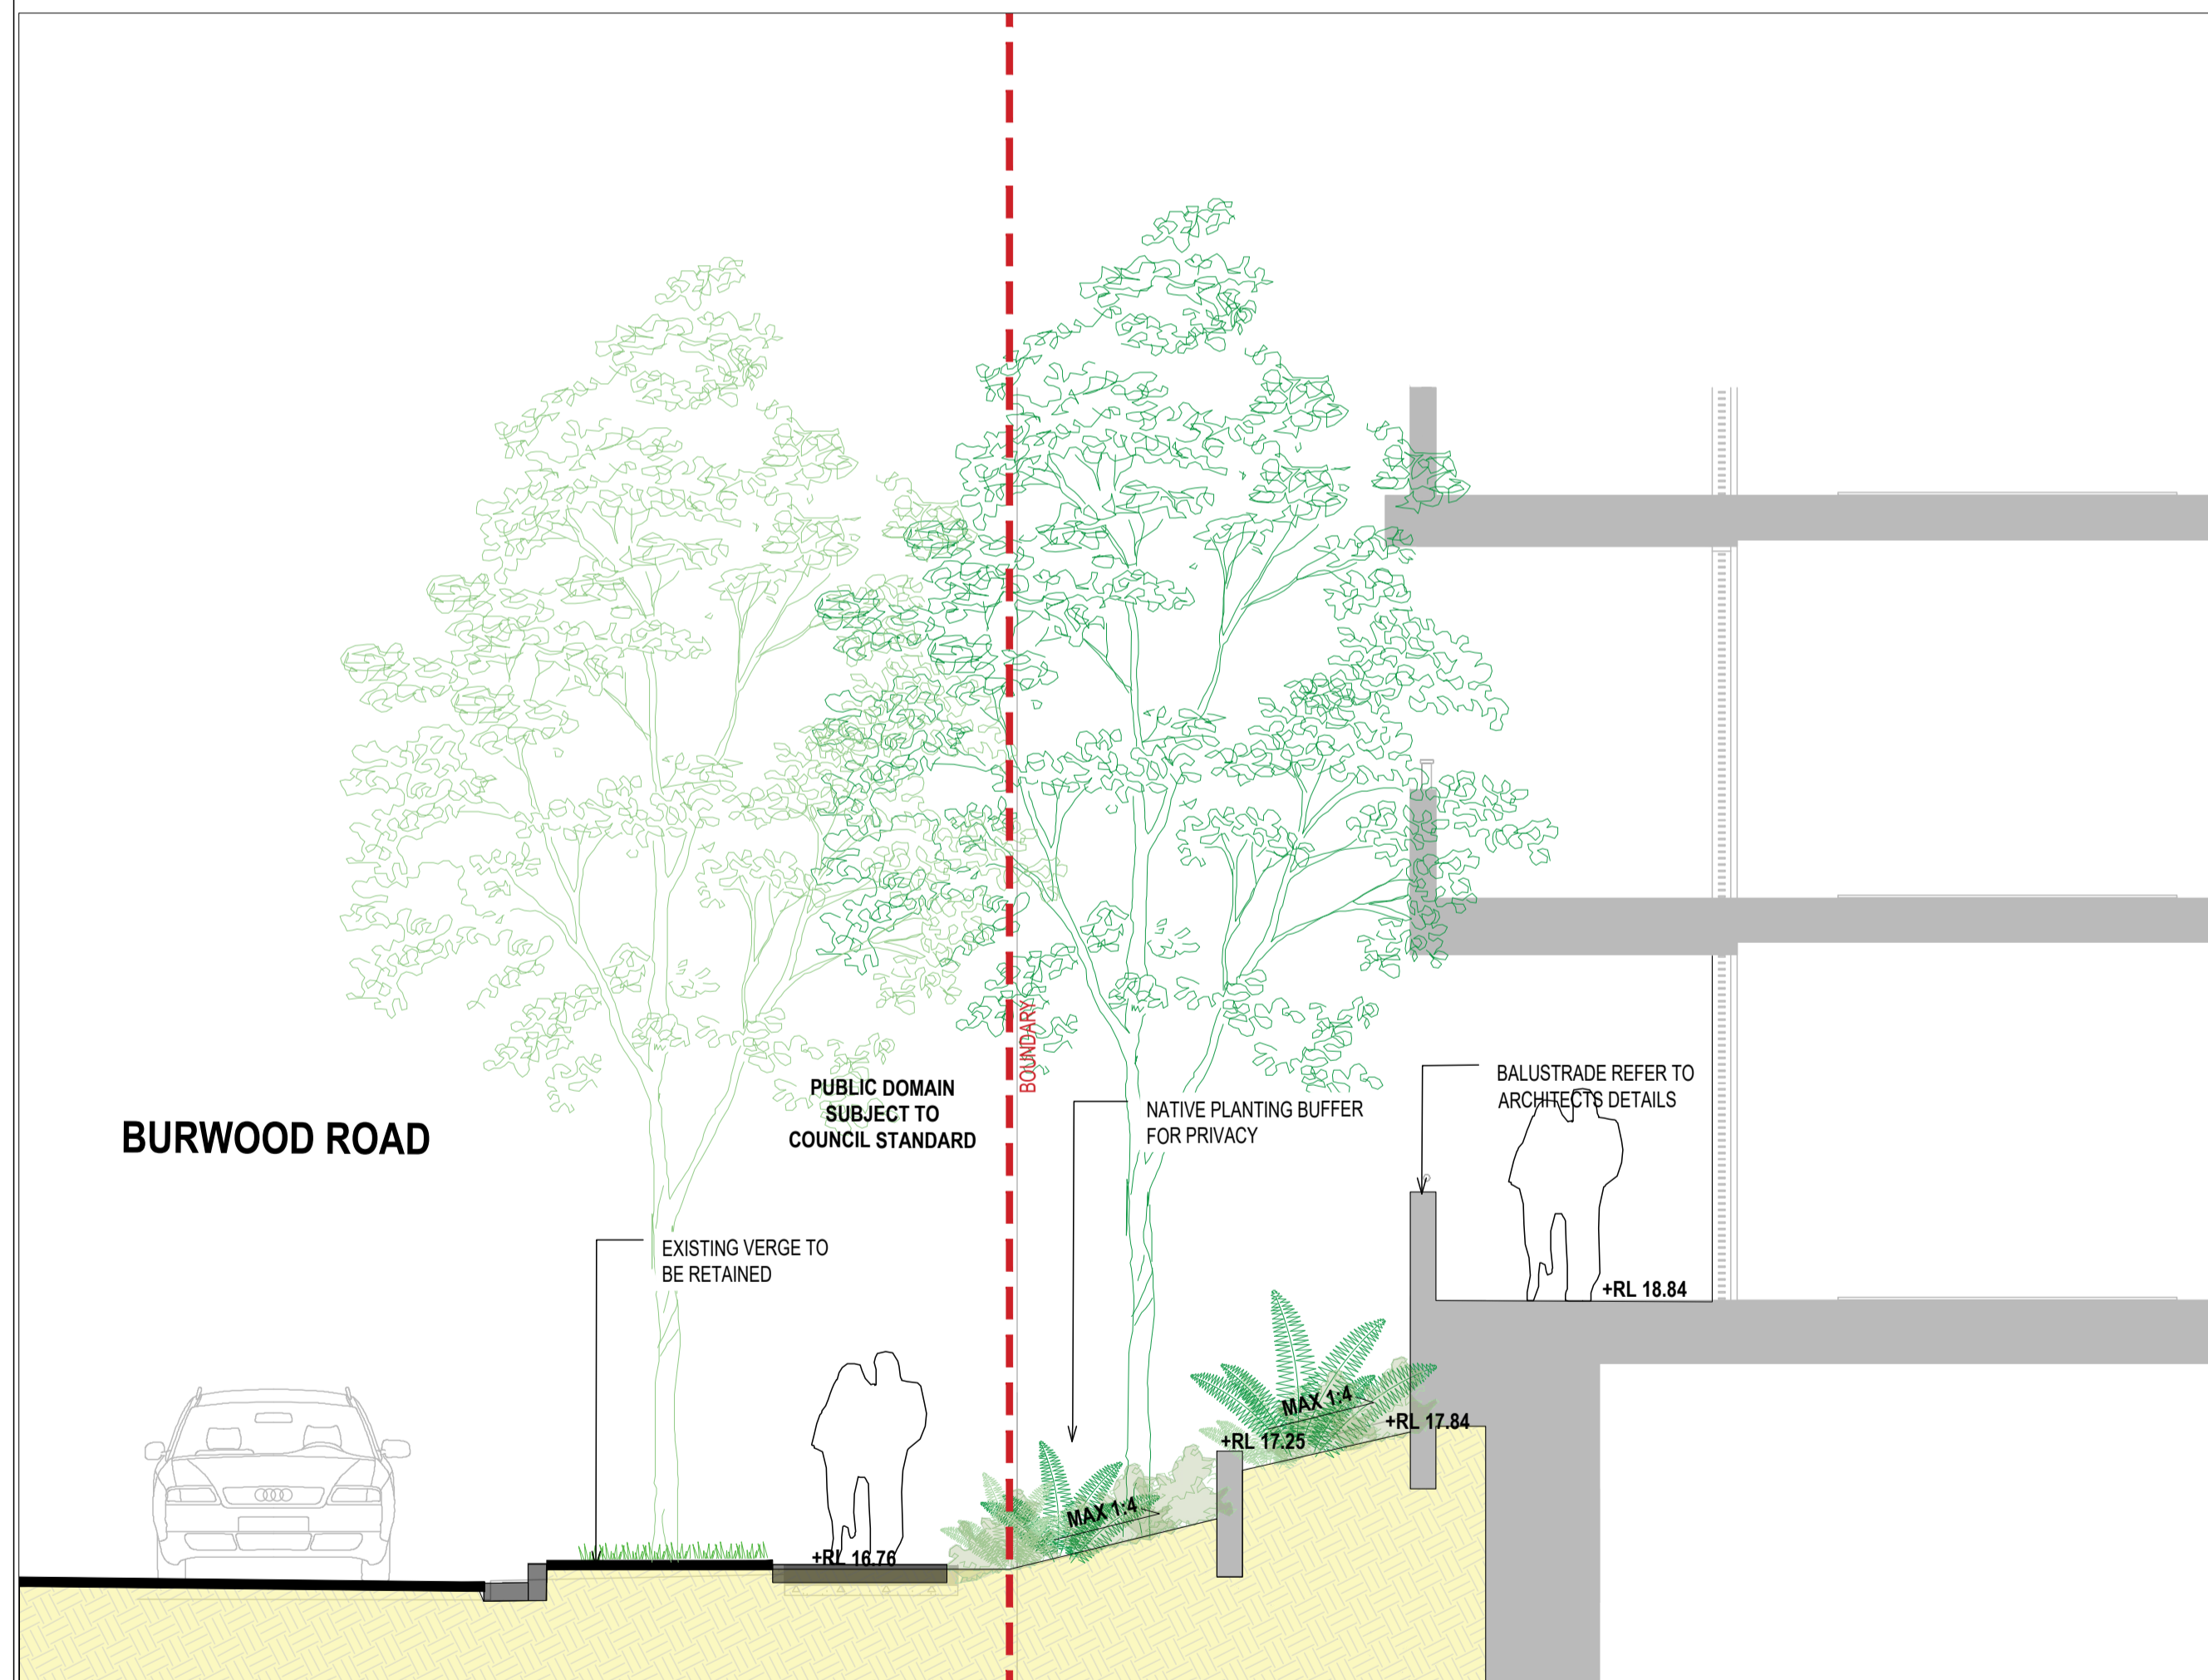 BOUNDARY
BALUSTRADE REFER TO
ARCHITECTS DETAILS
PUBLIC DOMAIN
SUBJECT TO
COUNCIL STANDARD
NATIVE PLANTING BUFFER
FOR PRIVACY
BURWOOD ROAD
EXISTING VERGE TO
BE RETAINED
+RL 18.84
MAX 1:4
+RL 17.84
+RL 17.25
MAX 1:4
+RL 16.76